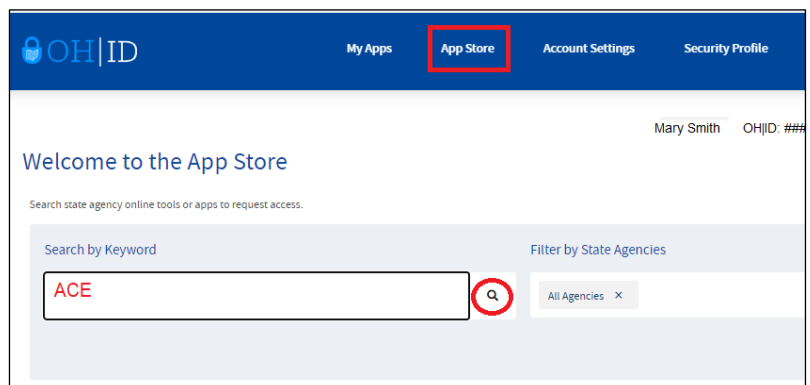 OH|ID My Apps App Store Account Settings Security Profile
Mary Smith OH|ID: ###
Welcome to the App Store
Search state agency online tools or apps to request access.
Search by Keyword Filter by State Agencies
ACE All Agencies ×